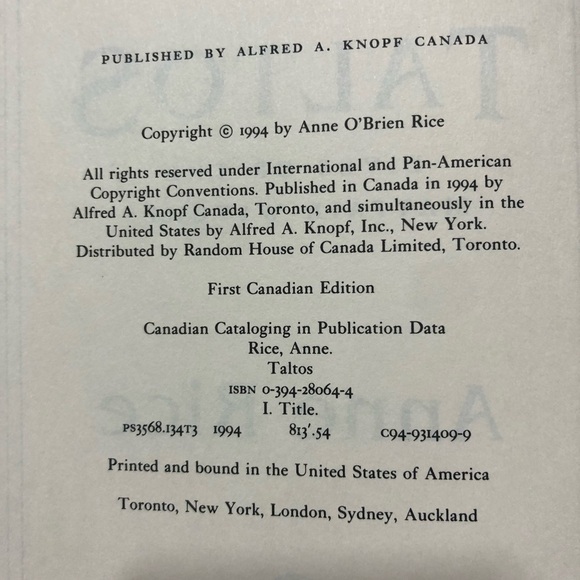 PUBLISHED BY ALFRED A. KNOPF CANADA
Copyright © 1994 by Anne O'Brien Rice
All rights reserved under International and Pan-American
Copyright Conventions. Published in Canada in 1994 by
Alfred A. Knopf Canada, Toronto, and simultaneously in the
United States by Alfred A. Knopf, Inc., New York.
Distributed by Random House of Canada Limited, Toronto.
First Canadian Edition
Canadian Cataloging in Publication Data
Rice, Anne.
Taltos
ISBN 0-394-28064-4
I. Title.
PS3568.134T3 1994 813'.54 C94-931409-9
Printed and bound in the United States of America
Toronto, New York, London, Sydney, Auckland
TALTOS
Anne Rice